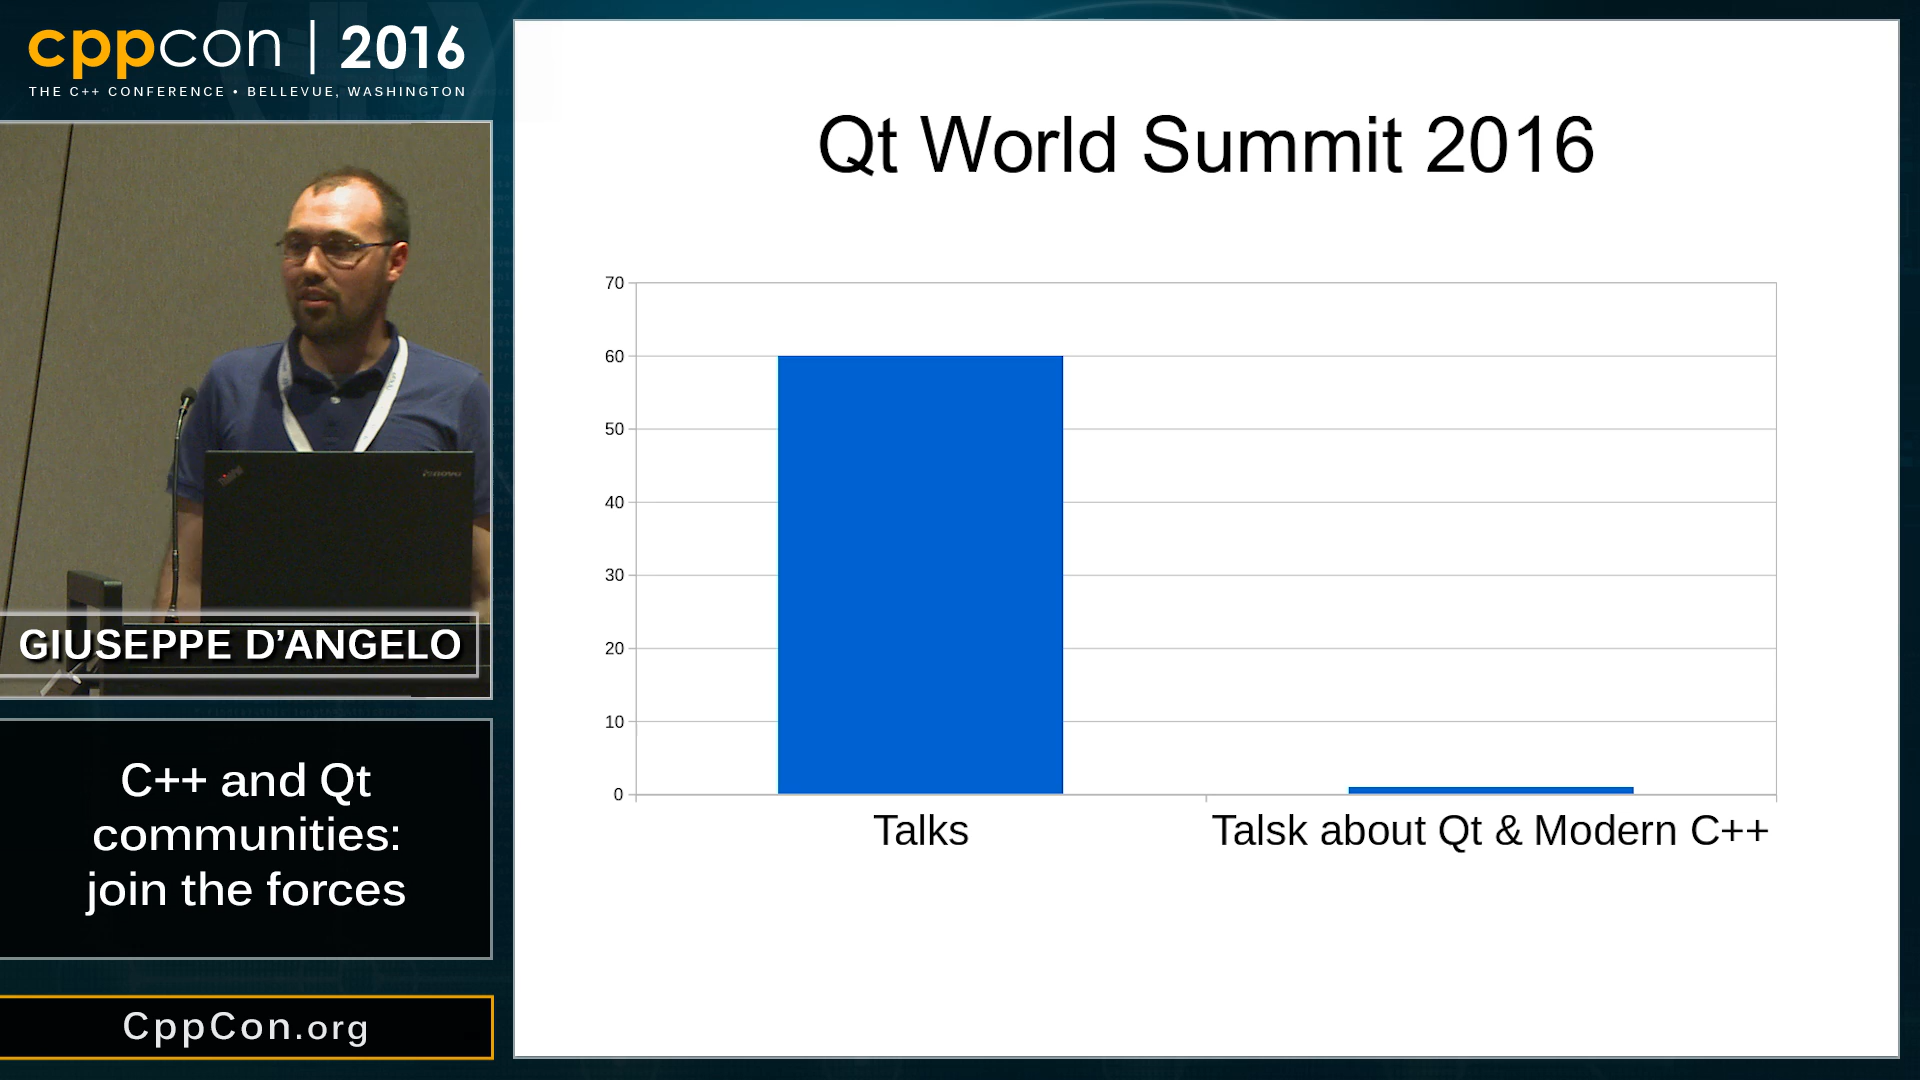 cppcon | 2016
THE C++ CONFERENCE • BELLEVUE, WASHINGTON
GIUSEPPE D'ANGELO
C++ and Qt
communities:
join the forces
CppCon.org
Qt World Summit 2016
70
60
50
40
30
20
10
0
Talks
Talsk about Qt & Modern C++